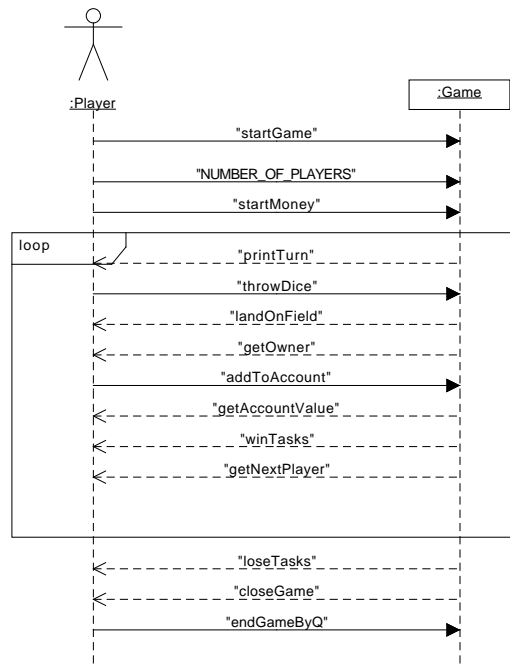 :Player
:Game
"startGame"
"NUMBER_OF_PLAYERS"
"startMoney"
loop
"printTurn"
"throwDice"
"landOnField"
"getOwner"
"addToAccount"
"getAccountValue"
"winTasks"
"getNextPlayer"
"loseTasks"
"closeGame"
"endGameByQ"